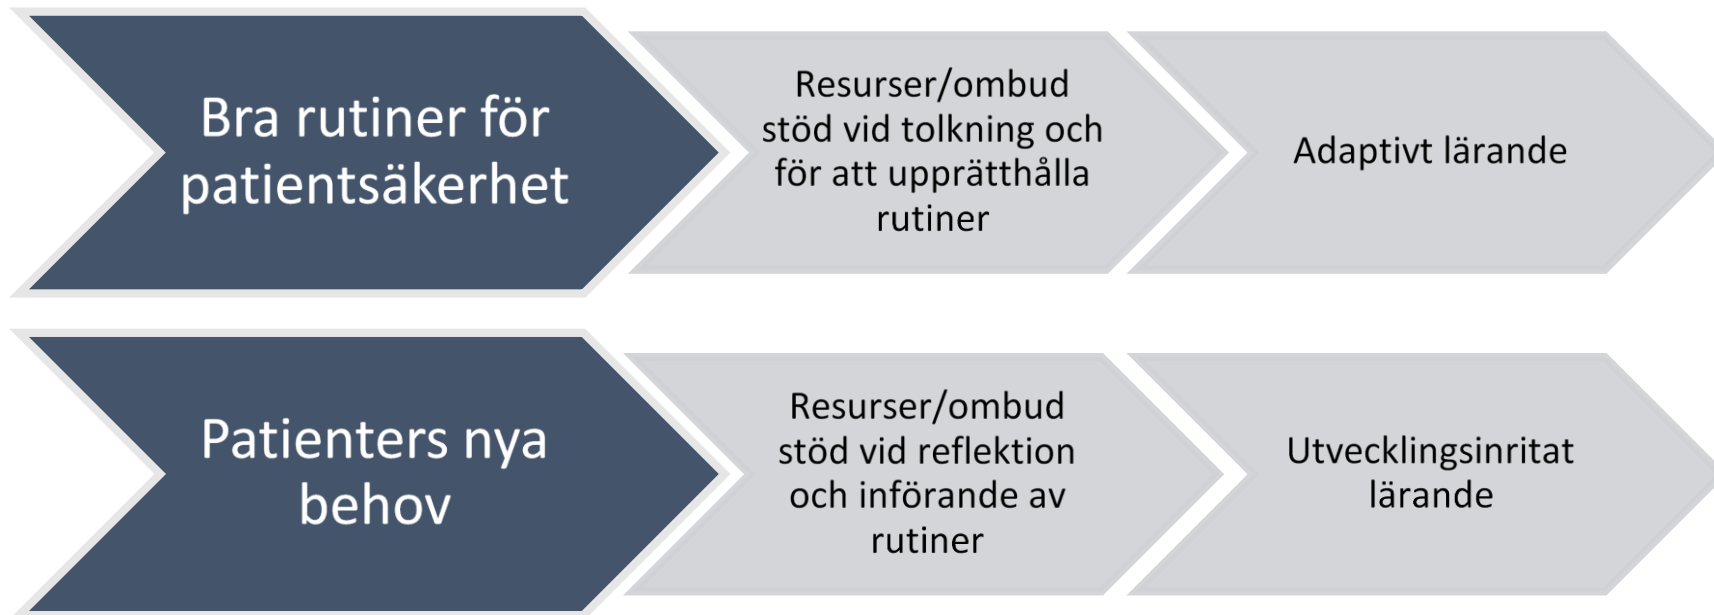 Bra rutiner för
patientsäkerhet
Resurser/ombud
stöd vid tolkning och
för att upprätthålla
rutiner
Adaptivt lärande
Patienters nya
behov
Resurser/ombud
stöd vid reflektion
och införande av
rutiner
Utvecklingsinritat
lärande